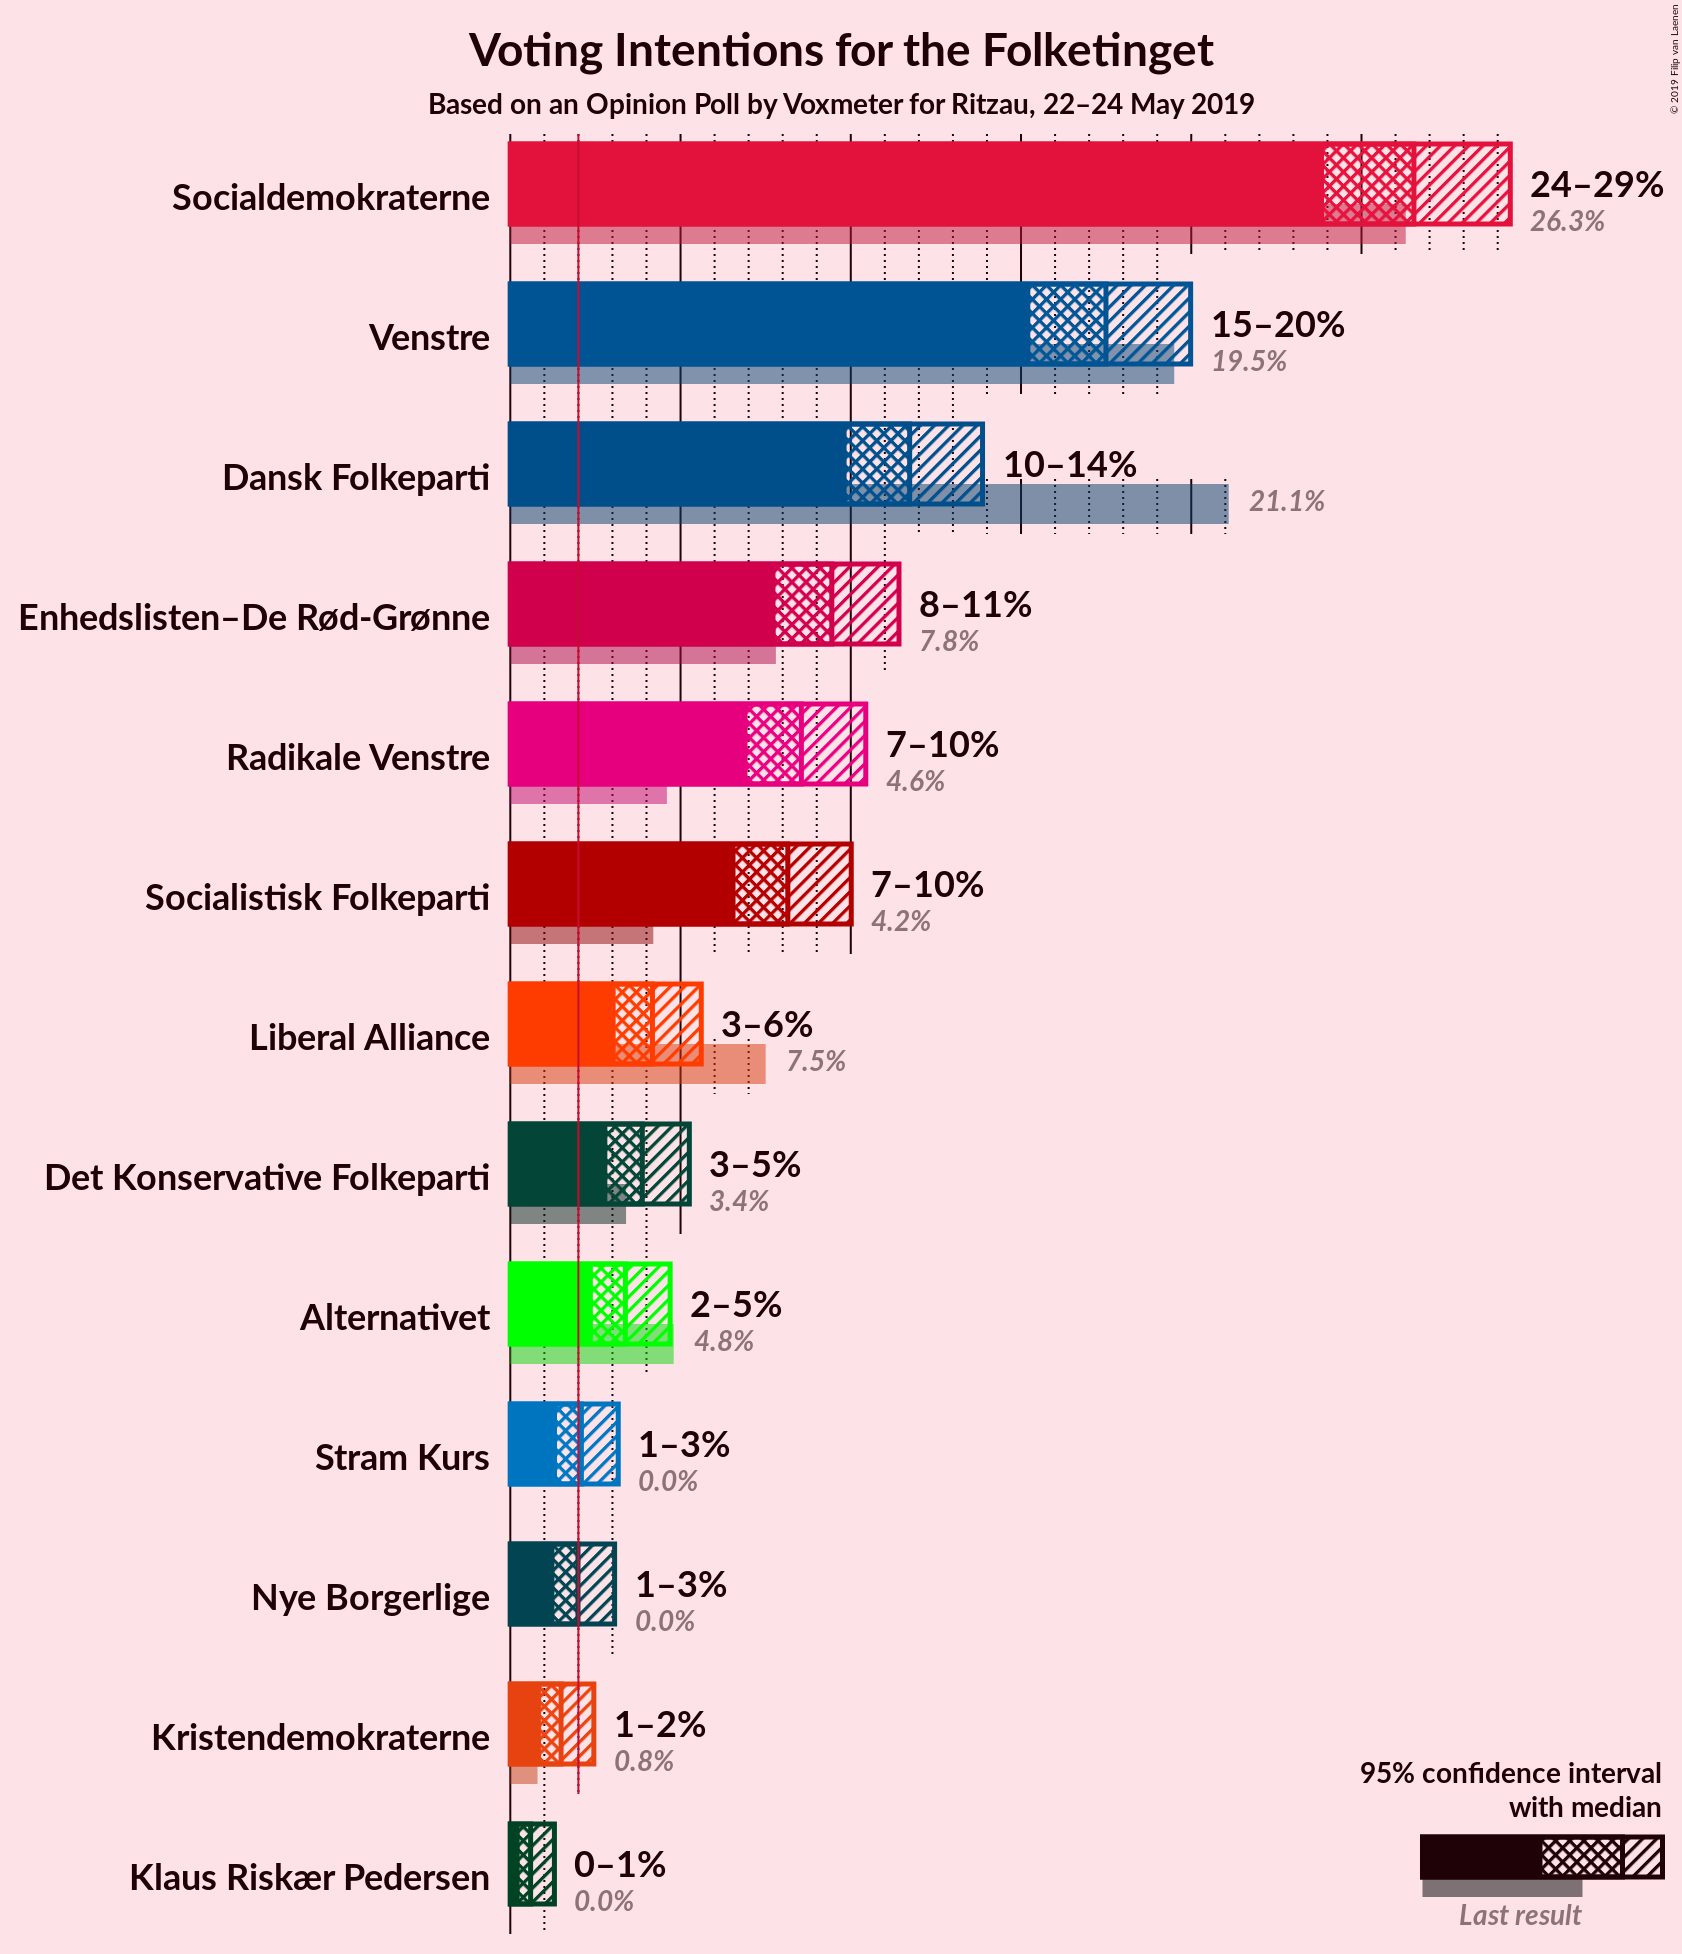 Voting Intentions for the Folketinget
Based on an Opinion Poll by Voxmeter for Ritzau, 22–24 May 2019
© 2019 Filip van Laenen
Socialdemokraterne
24–29%
26.3%
Venstre
15–20%
19.5%
Dansk Folkeparti
10–14%
21.1%
Enhedslisten–De Rød-Grønne
8–11%
7.8%
Radikale Venstre
7–10%
4.6%
Socialistisk Folkeparti
7–10%
4.2%
Liberal Alliance
3–6%
7.5%
Det Konservative Folkeparti
3–5%
3.4%
Alternativet
2–5%
4.8%
Stram Kurs
1–3%
0.0%
Nye Borgerlige
1–3%
0.0%
Kristendemokraterne
1–2%
0.8%
Klaus Riskær Pedersen
0–1%
0.0%
95% confidence interval
with median
Last result